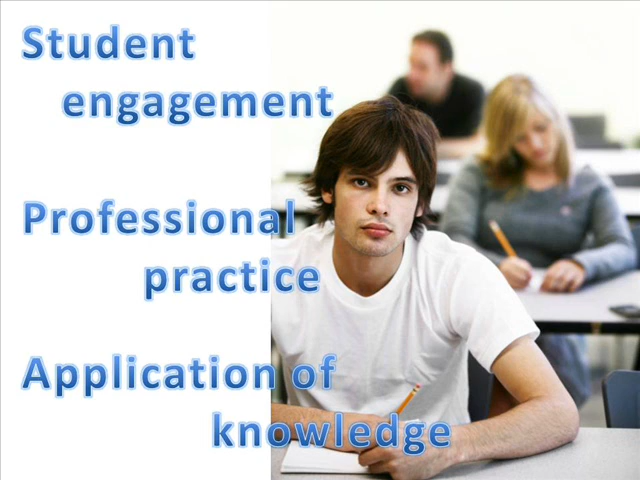 Student
engagement
Professional
practice
Application of
knowledge